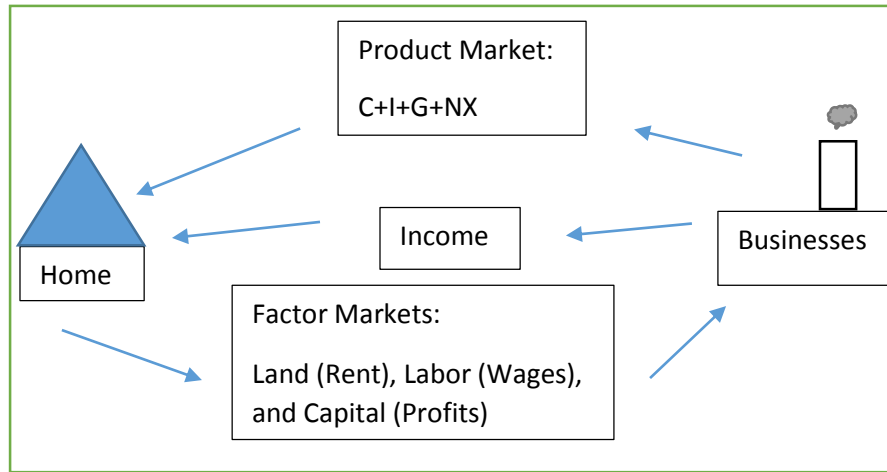 Product Market:
C+I+G+NX
Income
Businesses
Home
Factor Markets:
Land (Rent), Labor (Wages),
and Capital (Profits)